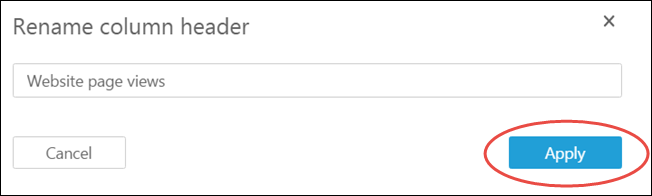 Rename column header
Website page views
Cancel
Apply